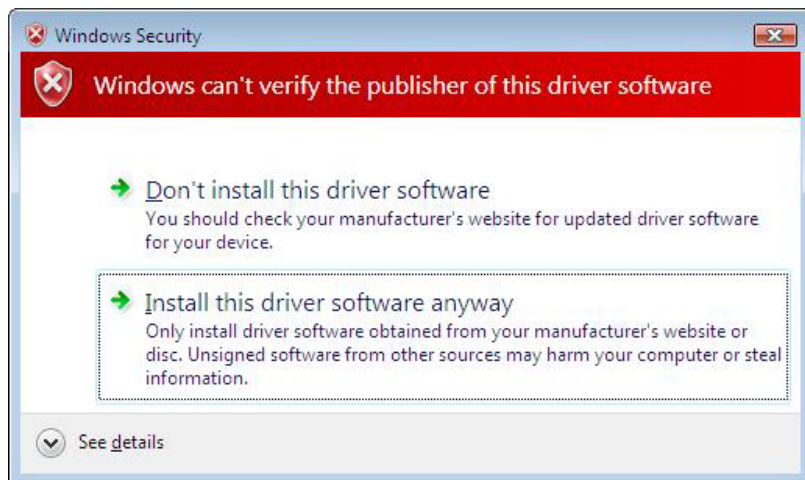 Windows Security
Windows can't verify the publisher of this driver software
Don't install this driver software
You should check your manufacturer's website for updated driver software
for your device.
Install this driver software anyway
Only install driver software obtained from your manufacturer's website or
disc. Unsigned software from other sources may harm your computer or steal
information.
See details